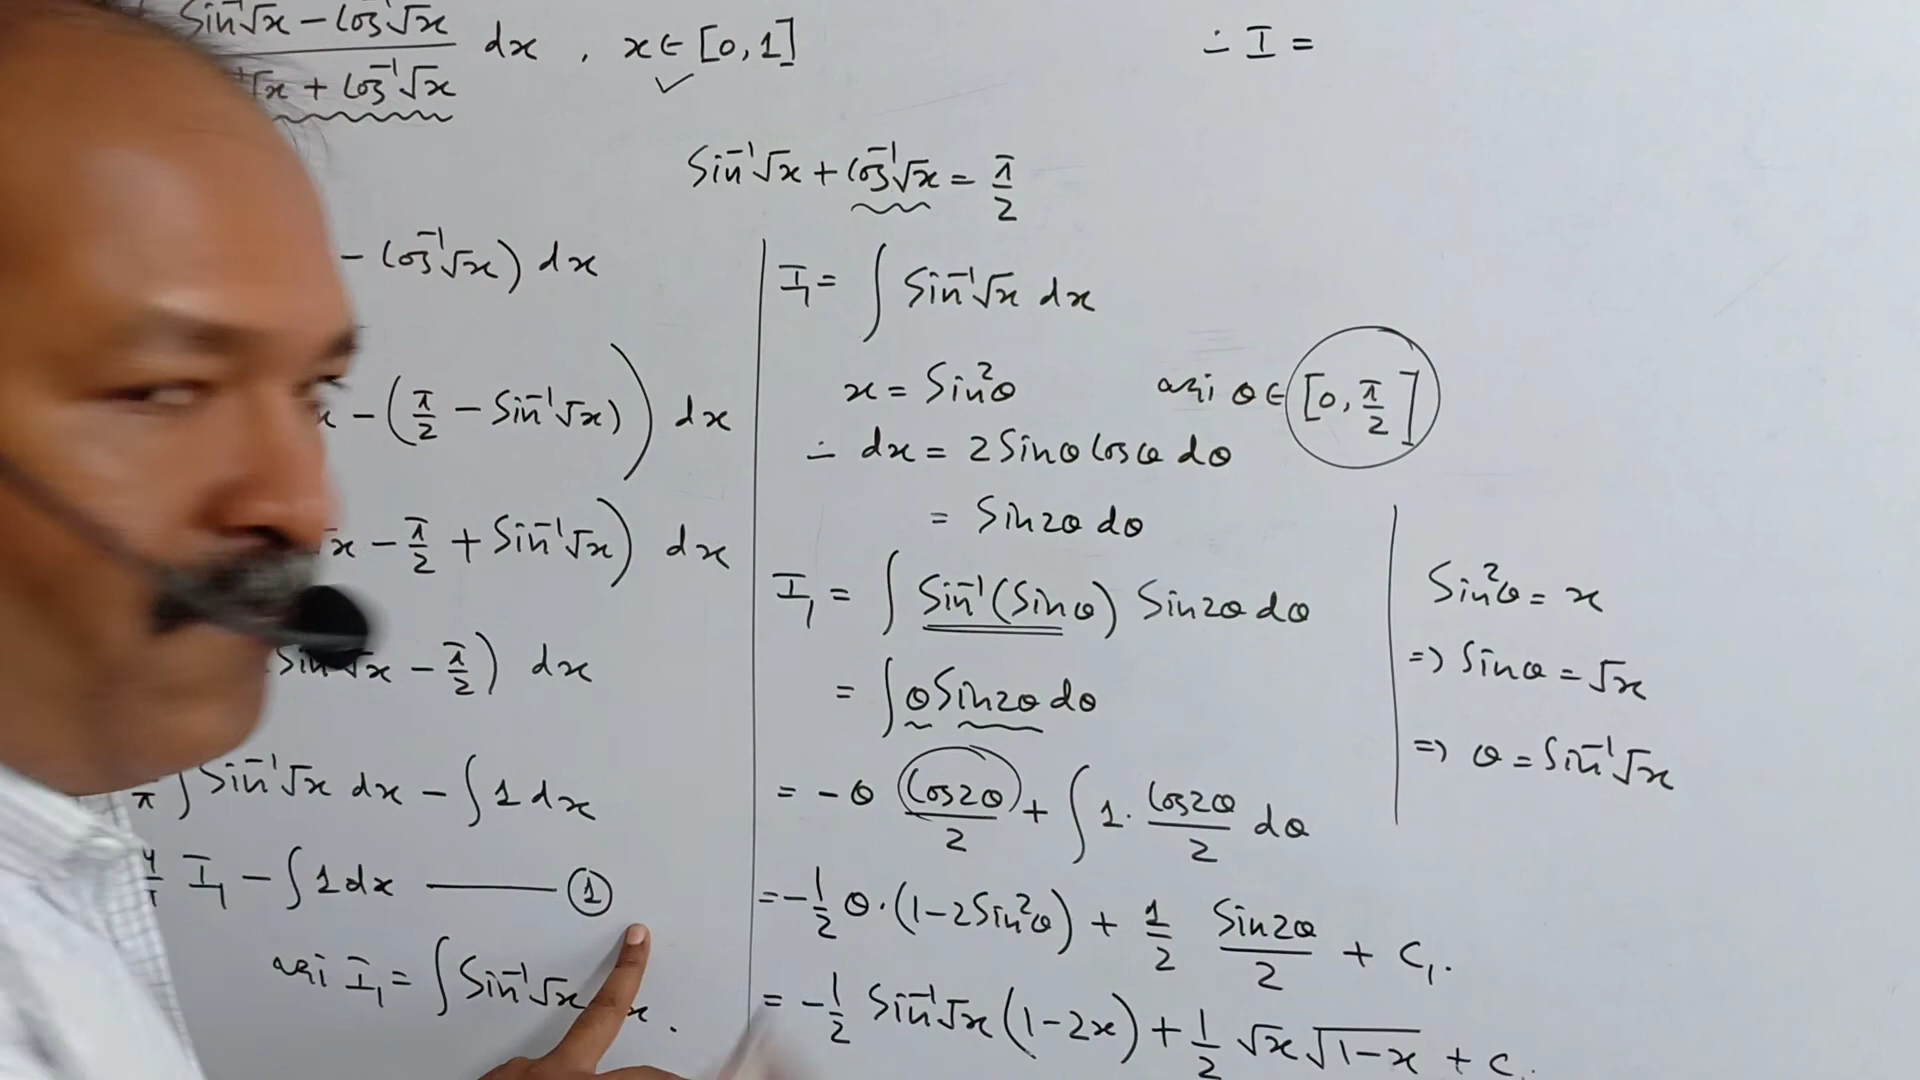 Sin⁻¹√x − Cos⁻¹√x
√x + Cos⁻¹√x dx , x ∈ [0, 1]
Sin⁻¹√x + Cos⁻¹√x = π/2
− Cos⁻¹√x) dx
x − (π/2 − Sin⁻¹√x)) dx
√x − π/2 + Sin⁻¹√x) dx
Sin⁻¹√x − π/2) dx
π ∫ Sin⁻¹√x dx − ∫ 1 dx
4 I₁ − ∫ 1 dx ——— ①
I₁ = ∫ Sin⁻¹√x x .
I₁ = ∫ Sin⁻¹√x dx
x = Sin²θ θ ∈ [0, π/2]
∴ dx = 2 Sinθ Cosθ dθ
= Sin2θ dθ
I₁ = ∫ Sin⁻¹(Sinθ) Sin2θ dθ
= ∫ θ Sin2θ dθ
= −θ Cos2θ/2 + ∫ 1. Cos2θ/2 dθ
= −1/2 θ.(1 − 2Sin²θ) + 1/2 Sin2θ/2 + C₁.
= −1/2 Sin⁻¹√x (1 − 2x) + 1/2 √x √1−x + C
∴ I =
Sin²θ = x
⇒ Sinθ = √x
⇒ θ = Sin⁻¹√x